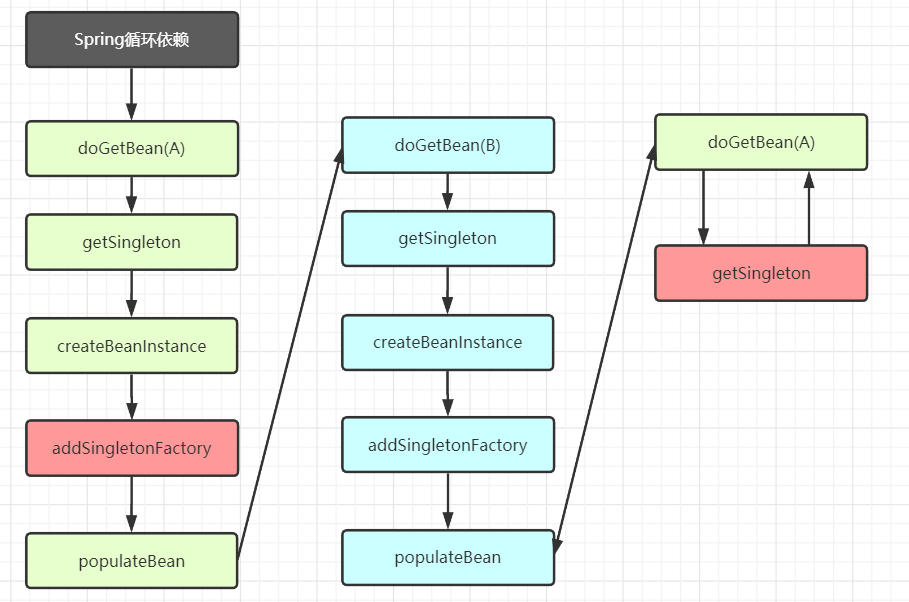 Spring循环依赖
doGetBean(A)
getSingleton
createBeanInstance
addSingletonFactory
populateBean
doGetBean(B)
getSingleton
createBeanInstance
addSingletonFactory
populateBean
doGetBean(A)
getSingleton